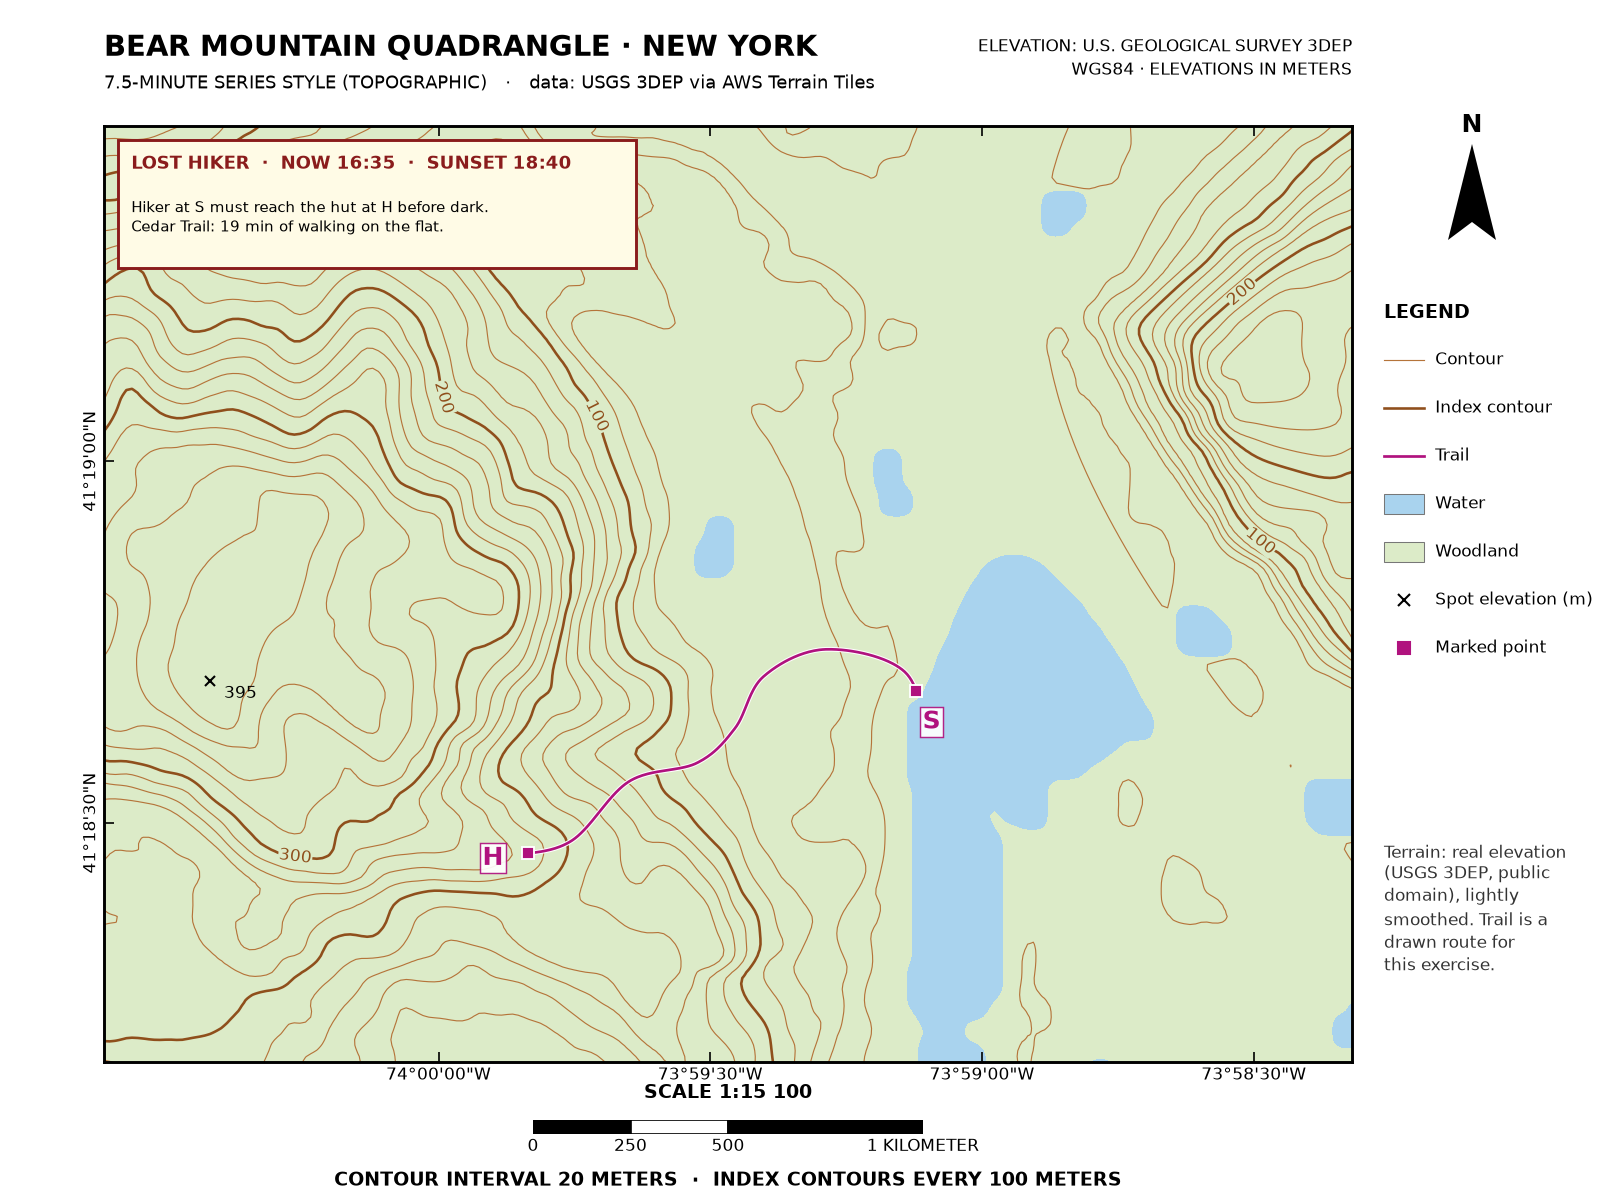 BEAR MOUNTAIN QUADRANGLE · NEW YORK
7.5-MINUTE SERIES STYLE (TOPOGRAPHIC) · data: USGS 3DEP via AWS Terrain Tiles
ELEVATION: U.S. GEOLOGICAL SURVEY 3DEP
WGS84 · ELEVATIONS IN METERS
LOST HIKER · NOW 16:35 · SUNSET 18:40
Hiker at S must reach the hut at H before dark.
Cedar Trail: 19 min of walking on the flat.
N
LEGEND
Contour
Index contour
Trail
Water
Woodland
Spot elevation (m)
Marked point
200
200
100
100
300
395
S
H
41°19'00"N
41°18'30"N
74°00'00"W
73°59'30"W
73°59'00"W
73°58'30"W
Terrain: real elevation
(USGS 3DEP, public
domain), lightly
smoothed. Trail is a
drawn route for
this exercise.
SCALE 1:15 100
0
250
500
1 KILOMETER
CONTOUR INTERVAL 20 METERS · INDEX CONTOURS EVERY 100 METERS